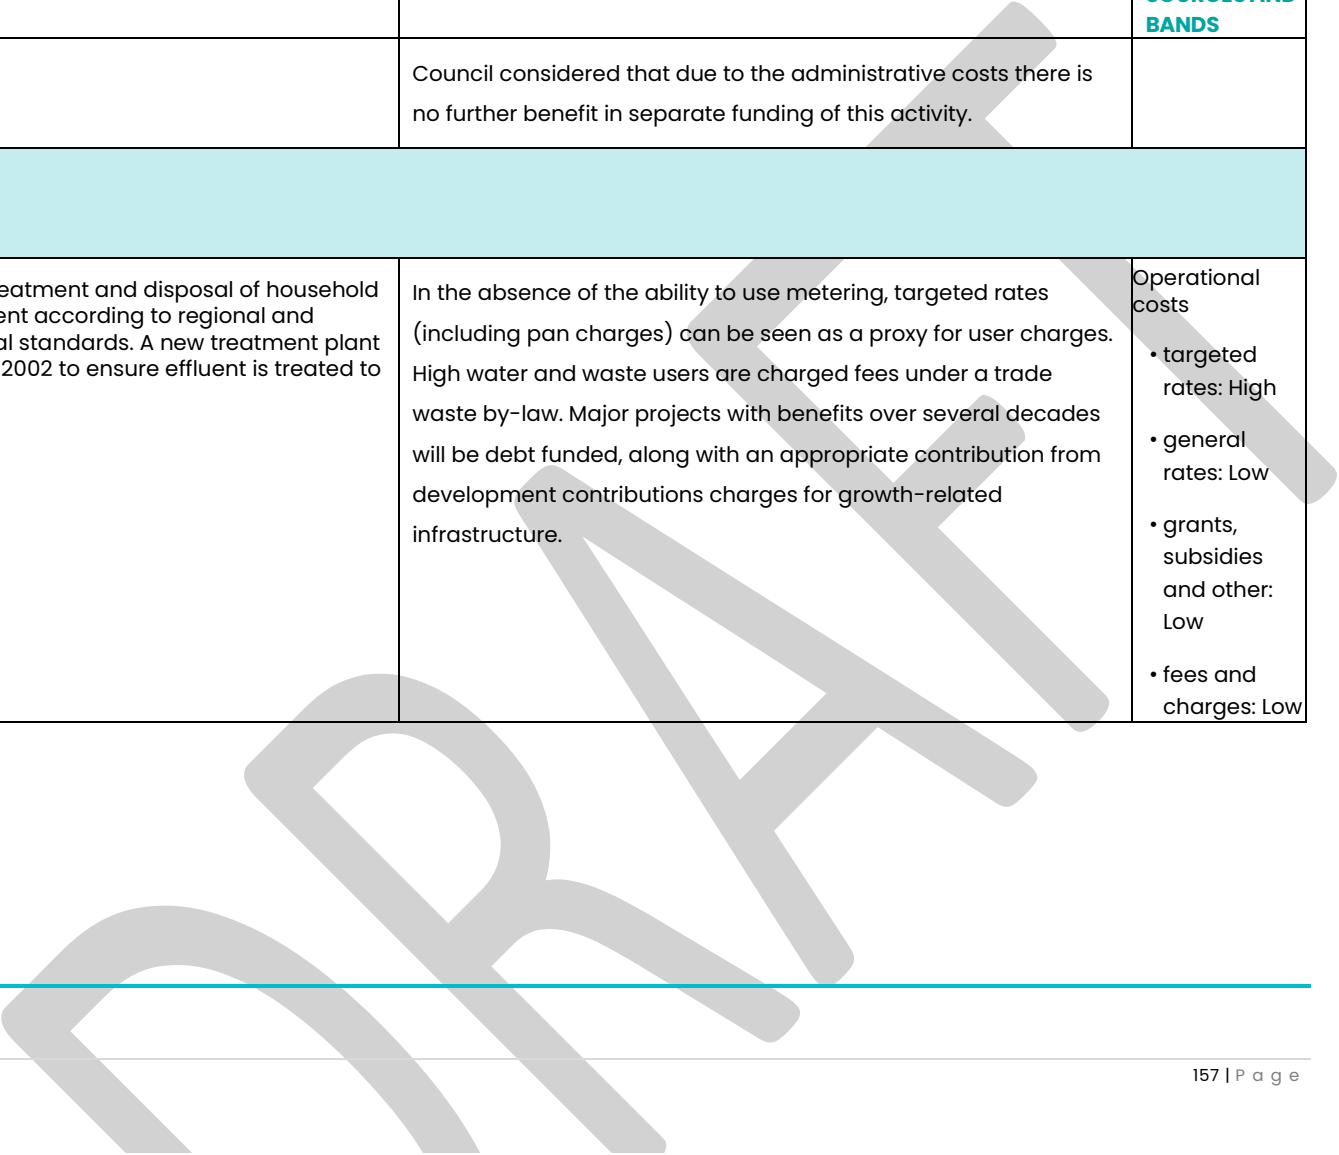 BANDS
Council considered that due to the administrative costs there is
no further benefit in separate funding of this activity.
eatment and disposal of household
ent according to regional and
al standards. A new treatment plant
2002 to ensure effluent is treated to
In the absence of the ability to use metering, targeted rates
(including pan charges) can be seen as a proxy for user charges.
High water and waste users are charged fees under a trade
waste by-law. Major projects with benefits over several decades
will be debt funded, along with an appropriate contribution from
development contributions charges for growth-related
infrastructure.
Operational
costs
• targeted
rates: High
• general
rates: Low
• grants,
subsidies
and other:
Low
• fees and
charges: Low
DRAFT
157 | Page